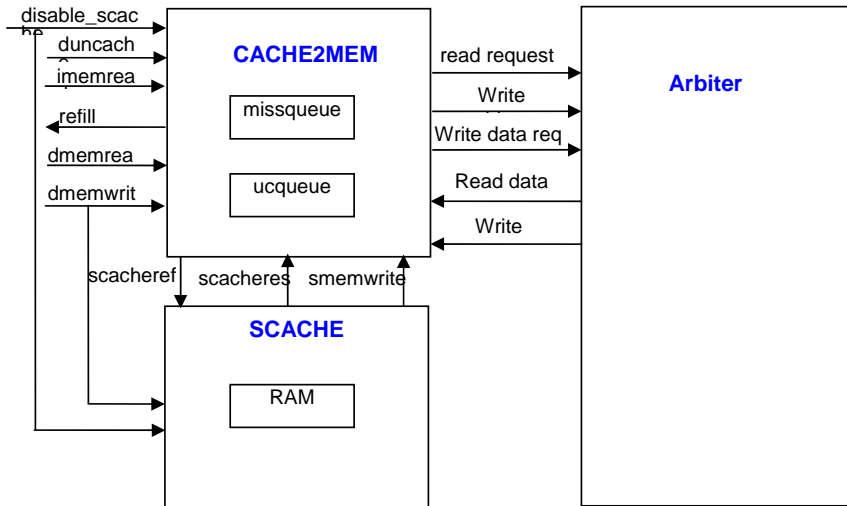 disable_scac
he
duncach
imemrea
refill
dmemrea
dmemwrit
CACHE2MEM
missqueue
ucqueue
read request
Write
Write data req
Read data
Write
Arbiter
scacheref
scacheres
smemwrite
SCACHE
RAM